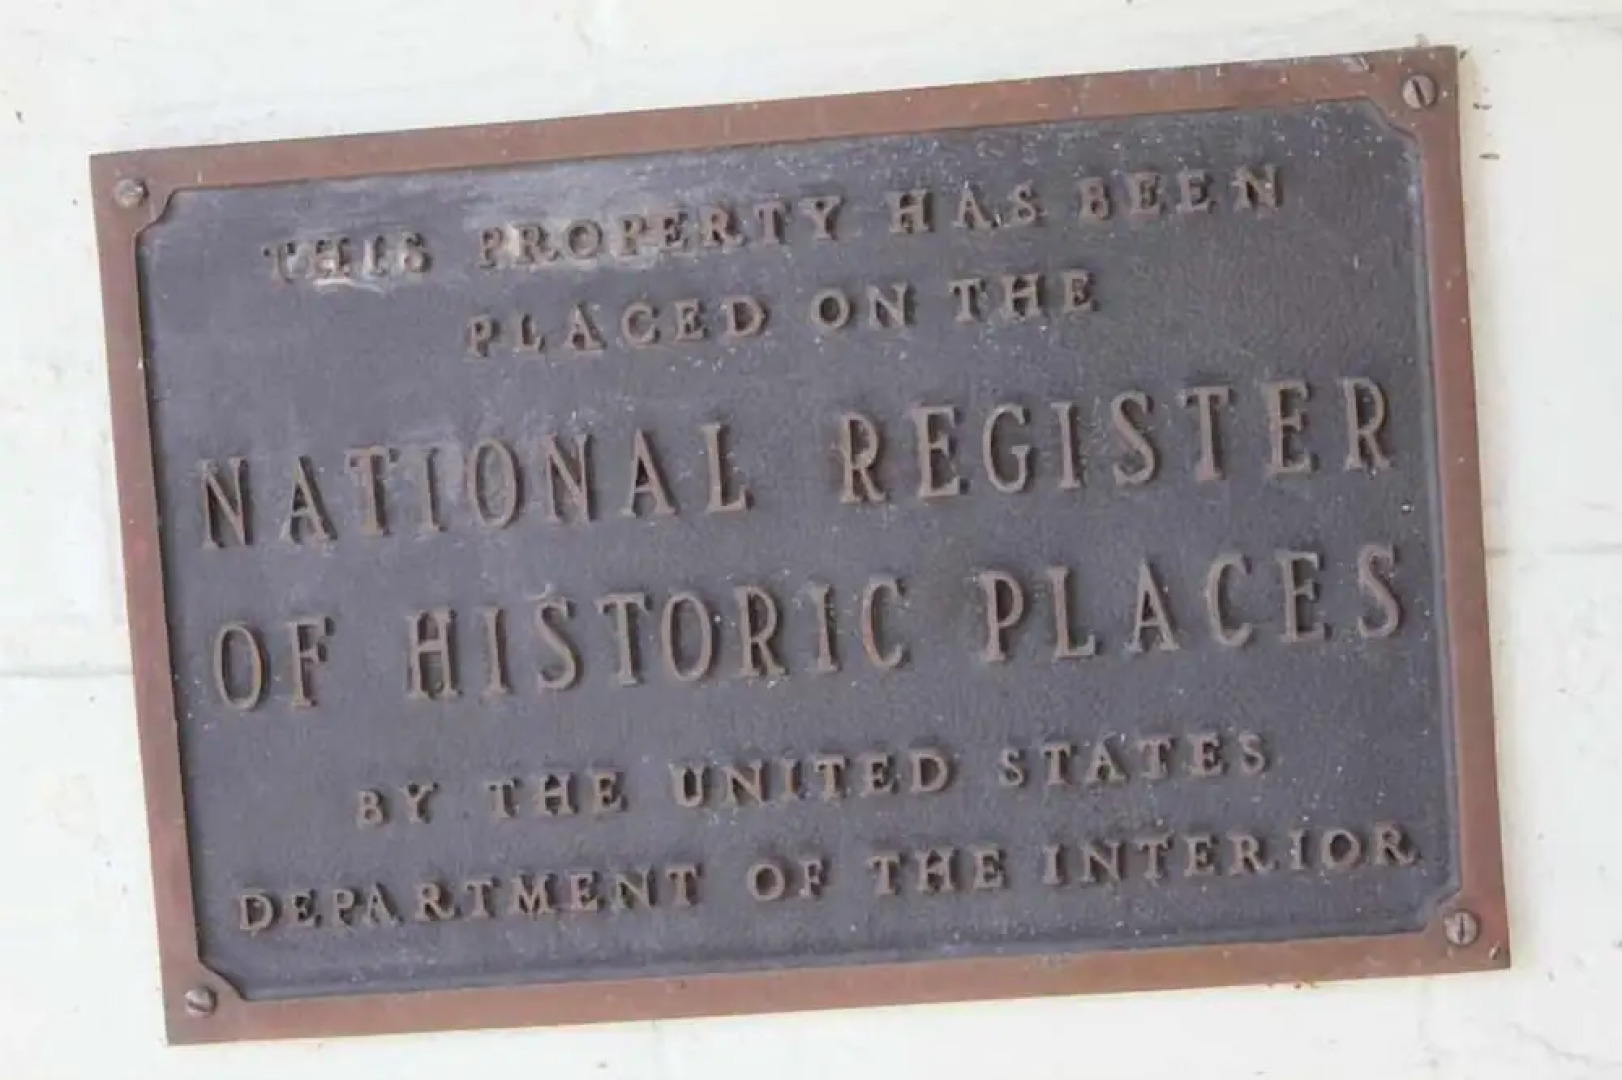 THIS PROPERTY HAS BEEN
PLACED ON THE
NATIONAL REGISTER
OF HISTORIC PLACES
BY THE UNITED STATES
DEPARTMENT OF THE INTERIOR